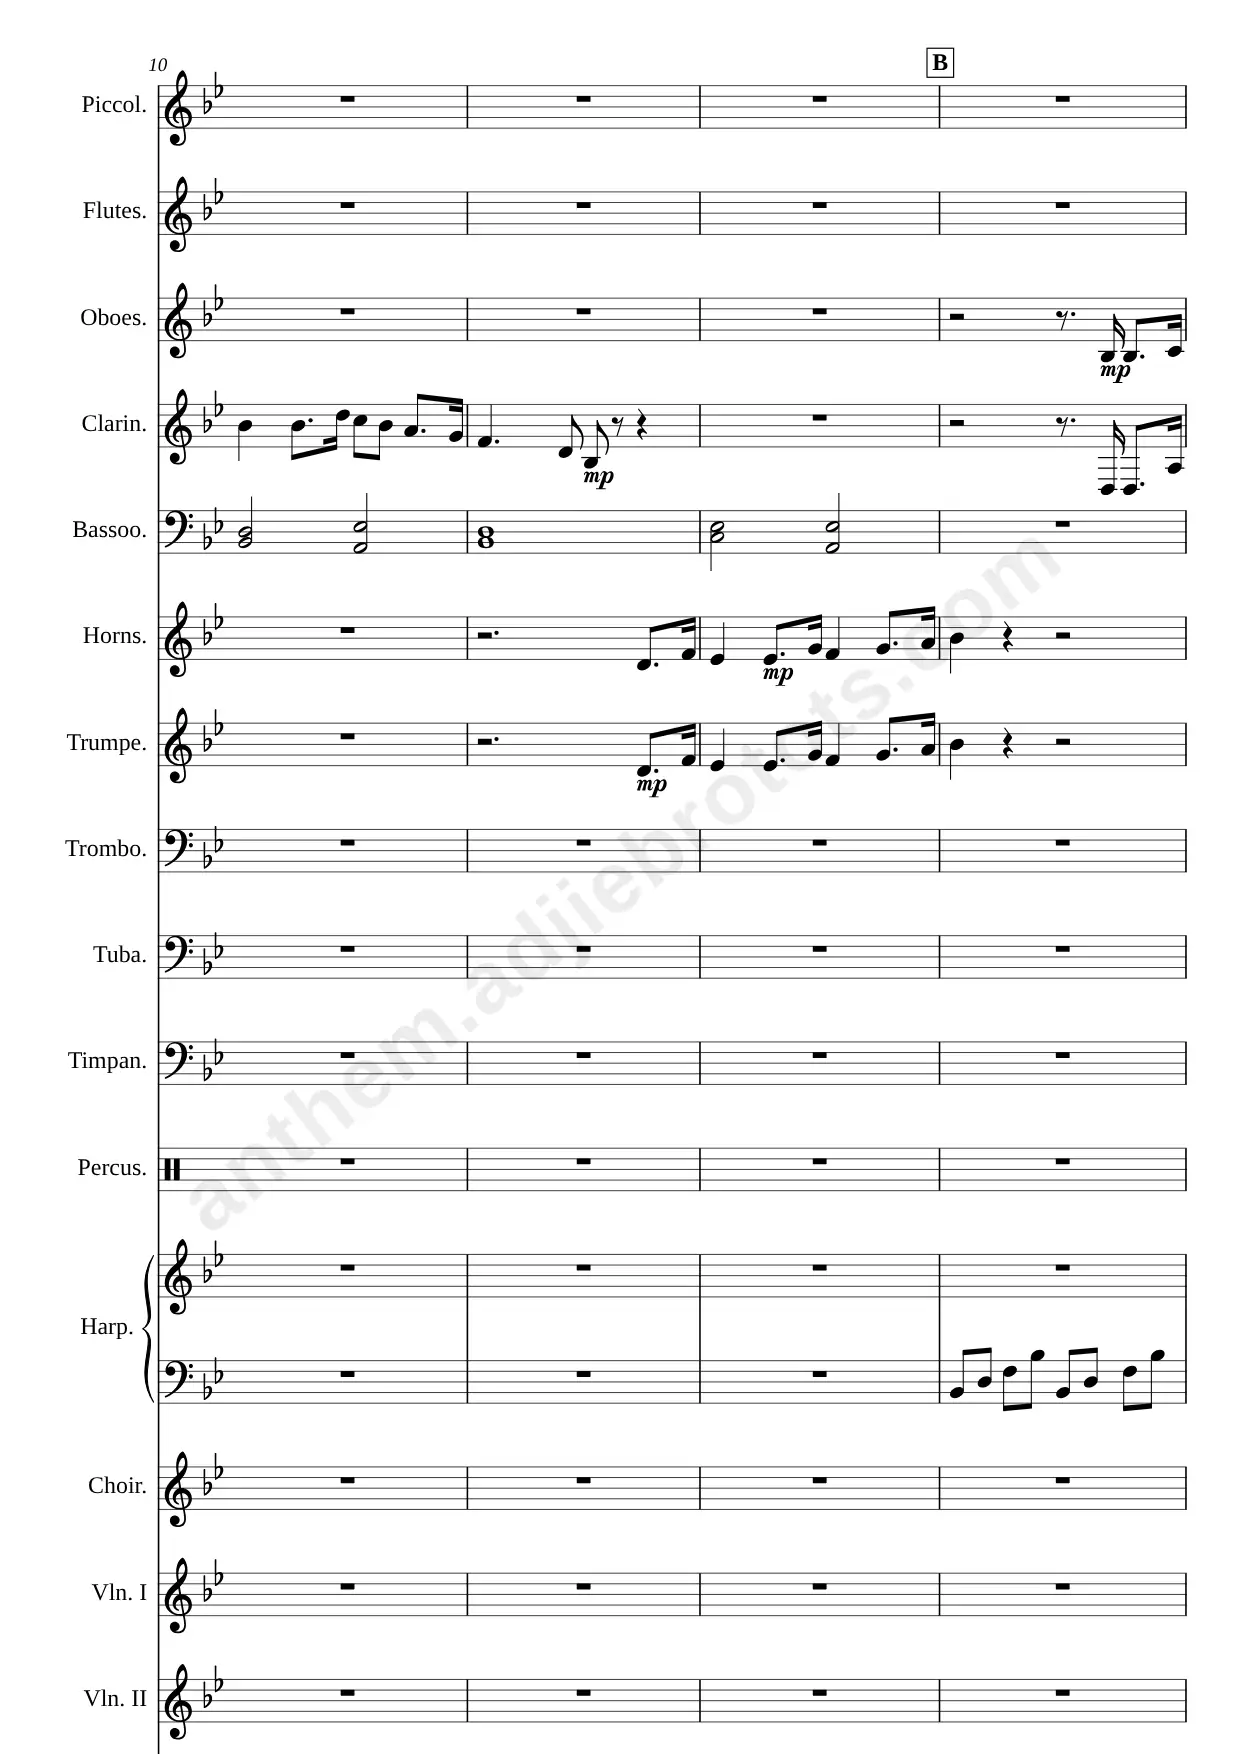 10
B
Piccol.
Flutes.
Oboes.
mp
Clarin.
mp
Bassoo.
Horns.
mp
Trumpe.
mp
Trombo.
Tuba.
Timpan.
Percus.
Harp.
Choir.
Vln. I
Vln. II
anthem.adjiebrotots.com